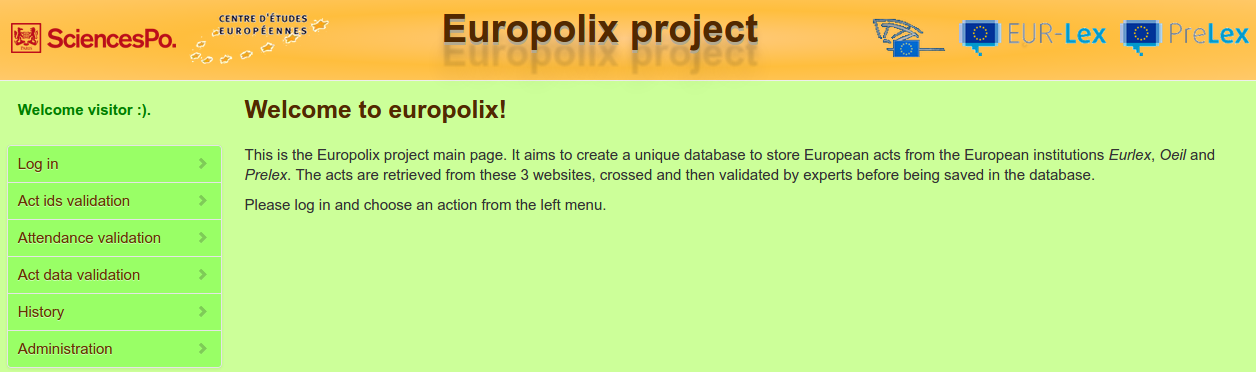 SciencesPo.
CENTRE D'ÉTUDES
EUROPÉENNES
Europolix project
EUR-Lex
PreLex
Welcome visitor :).
Log in
Act ids validation
Attendance validation
Act data validation
History
Administration
Welcome to europolix!
This is the Europolix project main page. It aims to create a unique database to store European acts from the European institutions Eurlex, Oeil and
Prelex. The acts are retrieved from these 3 websites, crossed and then validated by experts before being saved in the database.
Please log in and choose an action from the left menu.